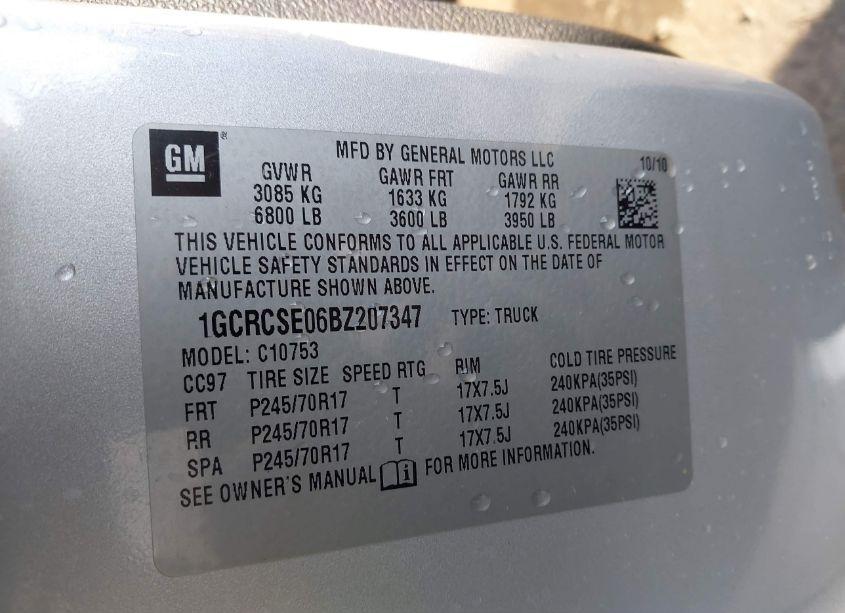 GM®
MFD BY GENERAL MOTORS LLC 10/10
GVWR GAWR FRT GAWR RR
3085 KG 1633 KG 1792 KG
6800 LB 3600 LB 3950 LB
THIS VEHICLE CONFORMS TO ALL APPLICABLE U.S. FEDERAL MOTOR
VEHICLE SAFETY STANDARDS IN EFFECT ON THE DATE OF
MANUFACTURE SHOWN ABOVE.
1GCRCSE06BZ207347 TYPE: TRUCK
MODEL: C10753
CC97 TIRE SIZE SPEED RTG RIM COLD TIRE PRESSURE
FRT P245/70R17 T 17X7.5J 240KPA(35PSI)
RR P245/70R17 T 17X7.5J 240KPA(35PSI)
SPA P245/70R17 T 17X7.5J 240KPA(35PSI)
SEE OWNER'S MANUAL i FOR MORE INFORMATION.